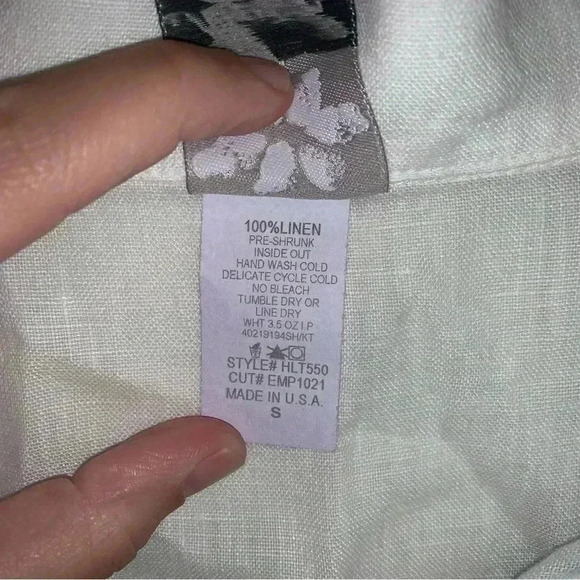 100%LINEN
PRE-SHRUNK
INSIDE OUT
HAND WASH COLD
DELICATE CYCLE COLD
NO BLEACH
TUMBLE DRY OR
LINE DRY
WHT 3.5 OZ I.P
40219194SH/KT
STYLE# HLT550
CUT# EMP1021
MADE IN U.S.A.
S